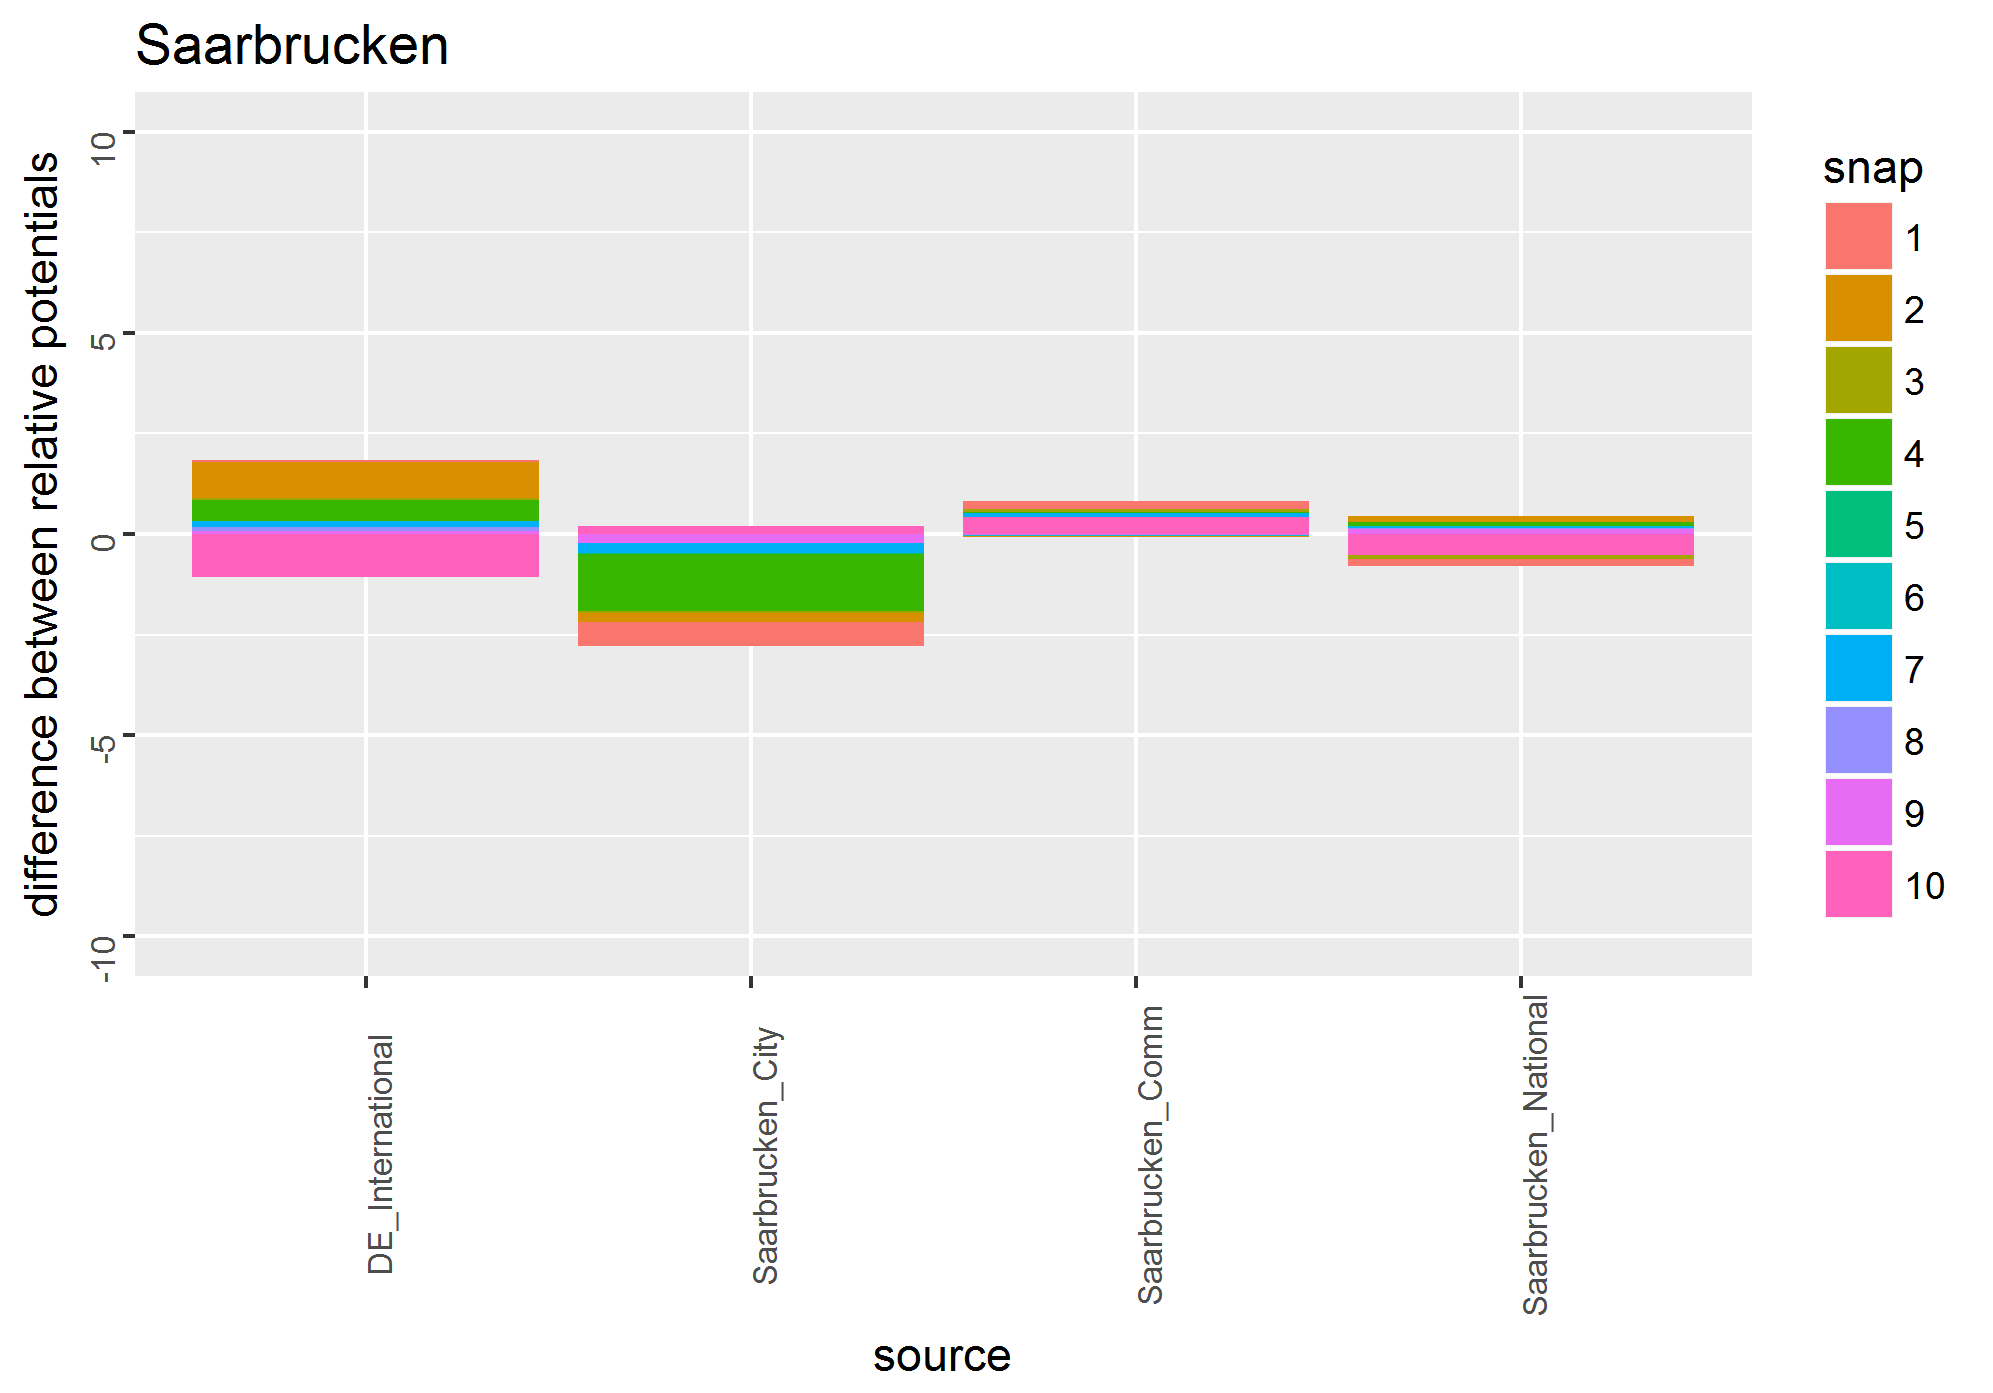 Saarbrucken
difference between relative potentials
10
5
0
-5
-10
DE_International
Saarbrucken_City
Saarbrucken_Comm
Saarbrucken_National
source
snap
1
2
3
4
5
6
7
8
9
10